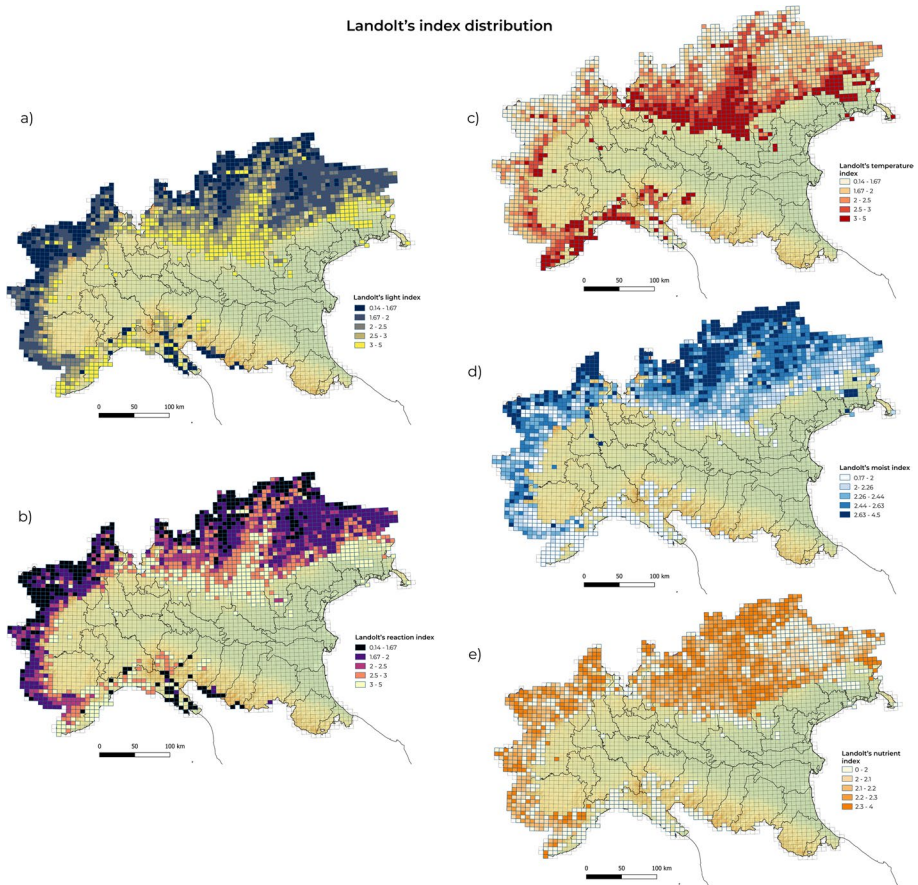 Landolt's index distribution
a)
Landolt's light index
0.14 - 1.67
1.67 - 2
2 - 2.5
2.5 - 3
3 - 5
0 50 100 km
b)
Landolt's reaction index
0.14 - 1.67
1.67 - 2
2 - 2.5
2.5 - 3
3 - 5
0 50 100 km
c)
Landolt's temperature
index
0.14 - 1.67
1.67 - 2
2 - 2.5
2.5 - 3
3 - 5
0 50 100 km
d)
Landolt's moist index
0.17 - 2
2- 2.26
2.26 - 2.44
2.44 - 2.63
2.63 - 4.5
0 50 100 km
e)
Landolt's nutrient
index
0 - 2
2 - 2.1
2.1 - 2.2
2.2 - 2.3
2.3 - 4
0 50 100 km